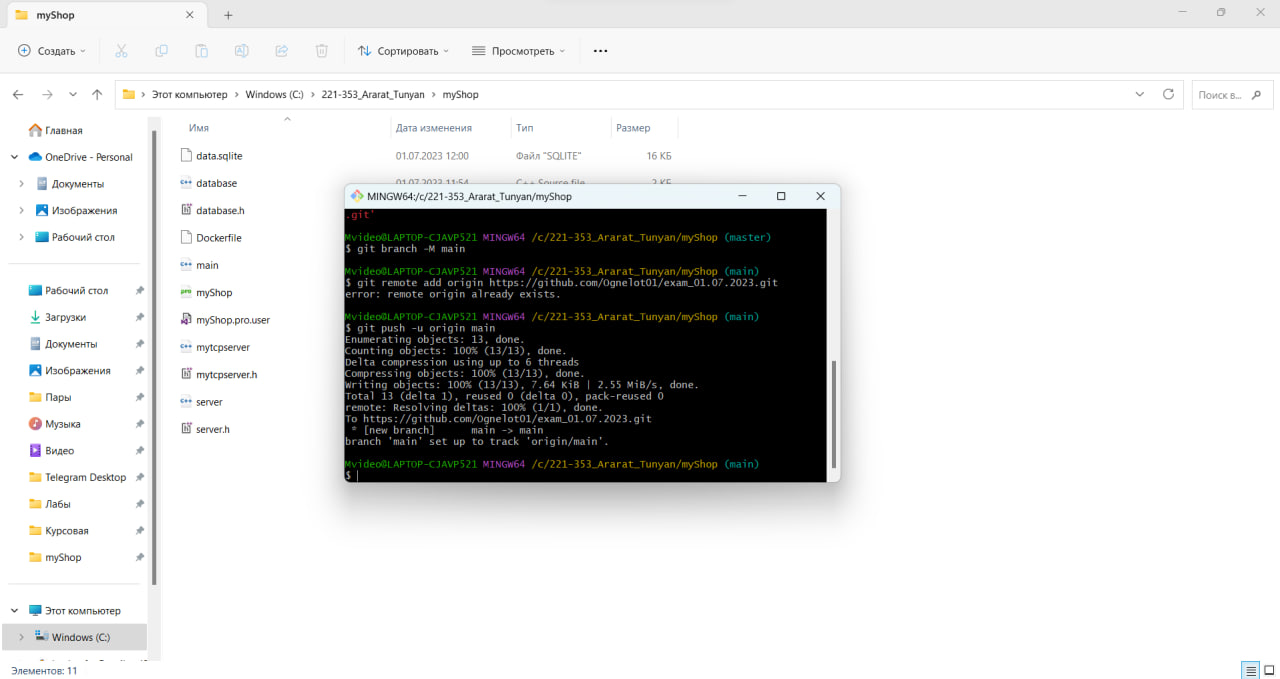 myShop
Создать
Сортировать
Просмотреть
Этот компьютер
Windows (C:)
221-353_Ararat_Tunyan
myShop
Поиск в...
Главная
OneDrive - Personal
Документы
Изображения
Рабочий стол
Рабочий стол
Загрузки
Документы
Изображения
Пары
Музыка
Видео
Telegram Desktop
Лабы
Курсовая
myShop
Этот компьютер
Windows (C:)
Имя Дата изменения Тип Размер
data.sqlite 01.07.2023 12:00 Файл "SQLITE" 16 КБ
database 01.07.2023 11:54 C++ Source file 2 КБ
database.h
Dockerfile
main
myShop
myShop.pro.user
mytcpserver
mytcpserver.h
server
server.h
MINGW64:/c/221-353_Ararat_Tunyan/myShop
.git'
Mvideo@LAPTOP-CJAVP521 MINGW64 /c/221-353_Ararat_Tunyan/myShop (master)
$ git branch -M main
Mvideo@LAPTOP-CJAVP521 MINGW64 /c/221-353_Ararat_Tunyan/myShop (main)
$ git remote add origin https://github.com/Ognelot01/exam_01.07.2023.git
error: remote origin already exists.
Mvideo@LAPTOP-CJAVP521 MINGW64 /c/221-353_Ararat_Tunyan/myShop (main)
$ git push -u origin main
Enumerating objects: 13, done.
Counting objects: 100% (13/13), done.
Delta compression using up to 6 threads
Compressing objects: 100% (13/13), done.
Writing objects: 100% (13/13), 7.64 KiB | 2.55 MiB/s, done.
Total 13 (delta 1), reused 0 (delta 0), pack-reused 0
remote: Resolving deltas: 100% (1/1), done.
To https://github.com/Ognelot01/exam_01.07.2023.git
* [new branch] main -> main
branch 'main' set up to track 'origin/main'.
Mvideo@LAPTOP-CJAVP521 MINGW64 /c/221-353_Ararat_Tunyan/myShop (main)
$
Элементов: 11